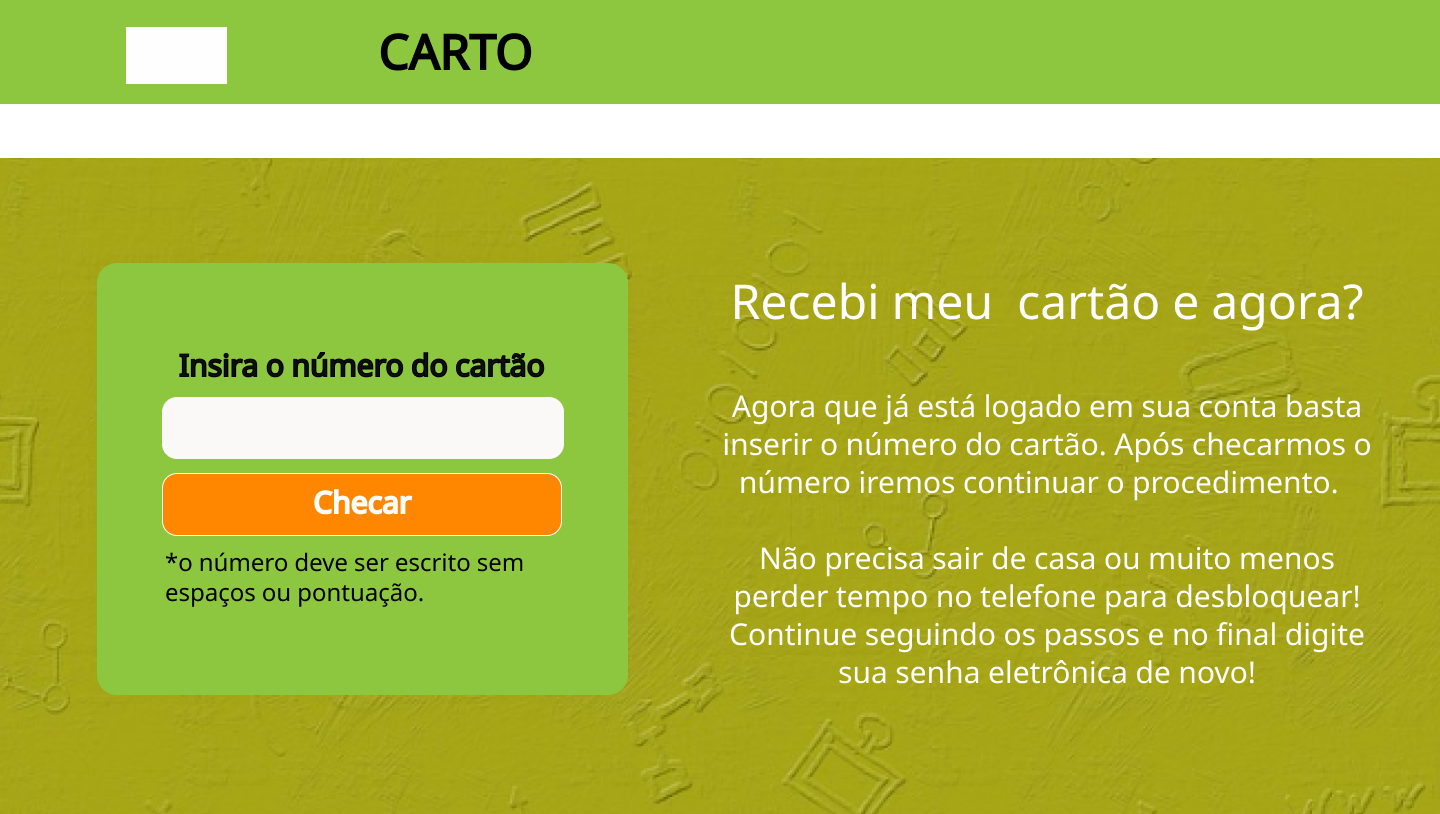 CARTO
Insira o número do cartão
Checar
*o número deve ser escrito sem
espaços ou pontuação.
Recebi meu  cartão e agora?
Agora que já está logado em sua conta basta
inserir o número do cartão. Após checarmos o
número iremos continuar o procedimento.
Não precisa sair de casa ou muito menos
perder tempo no telefone para desbloquear!
Continue seguindo os passos e no final digite
sua senha eletrônica de novo!